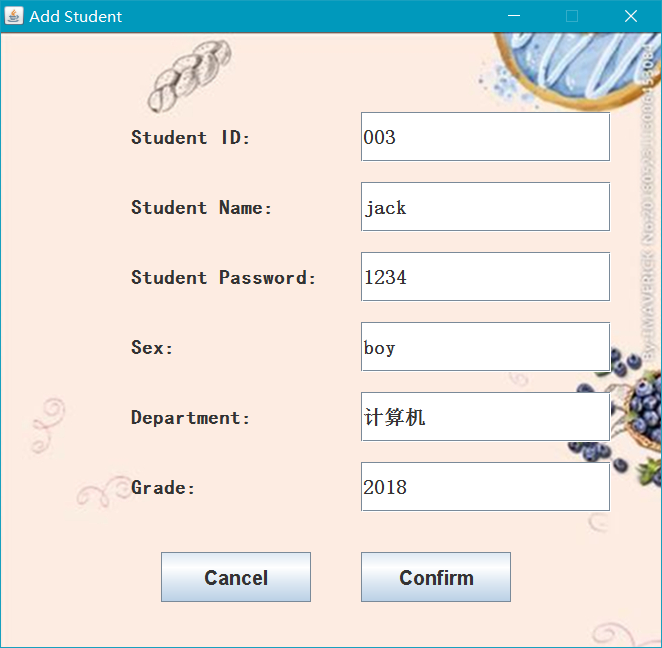 Add Student
Student ID: 003
Student Name: jack
Student Password: 1234
Sex: boy
Department: 计算机
Grade: 2018
Cancel Confirm